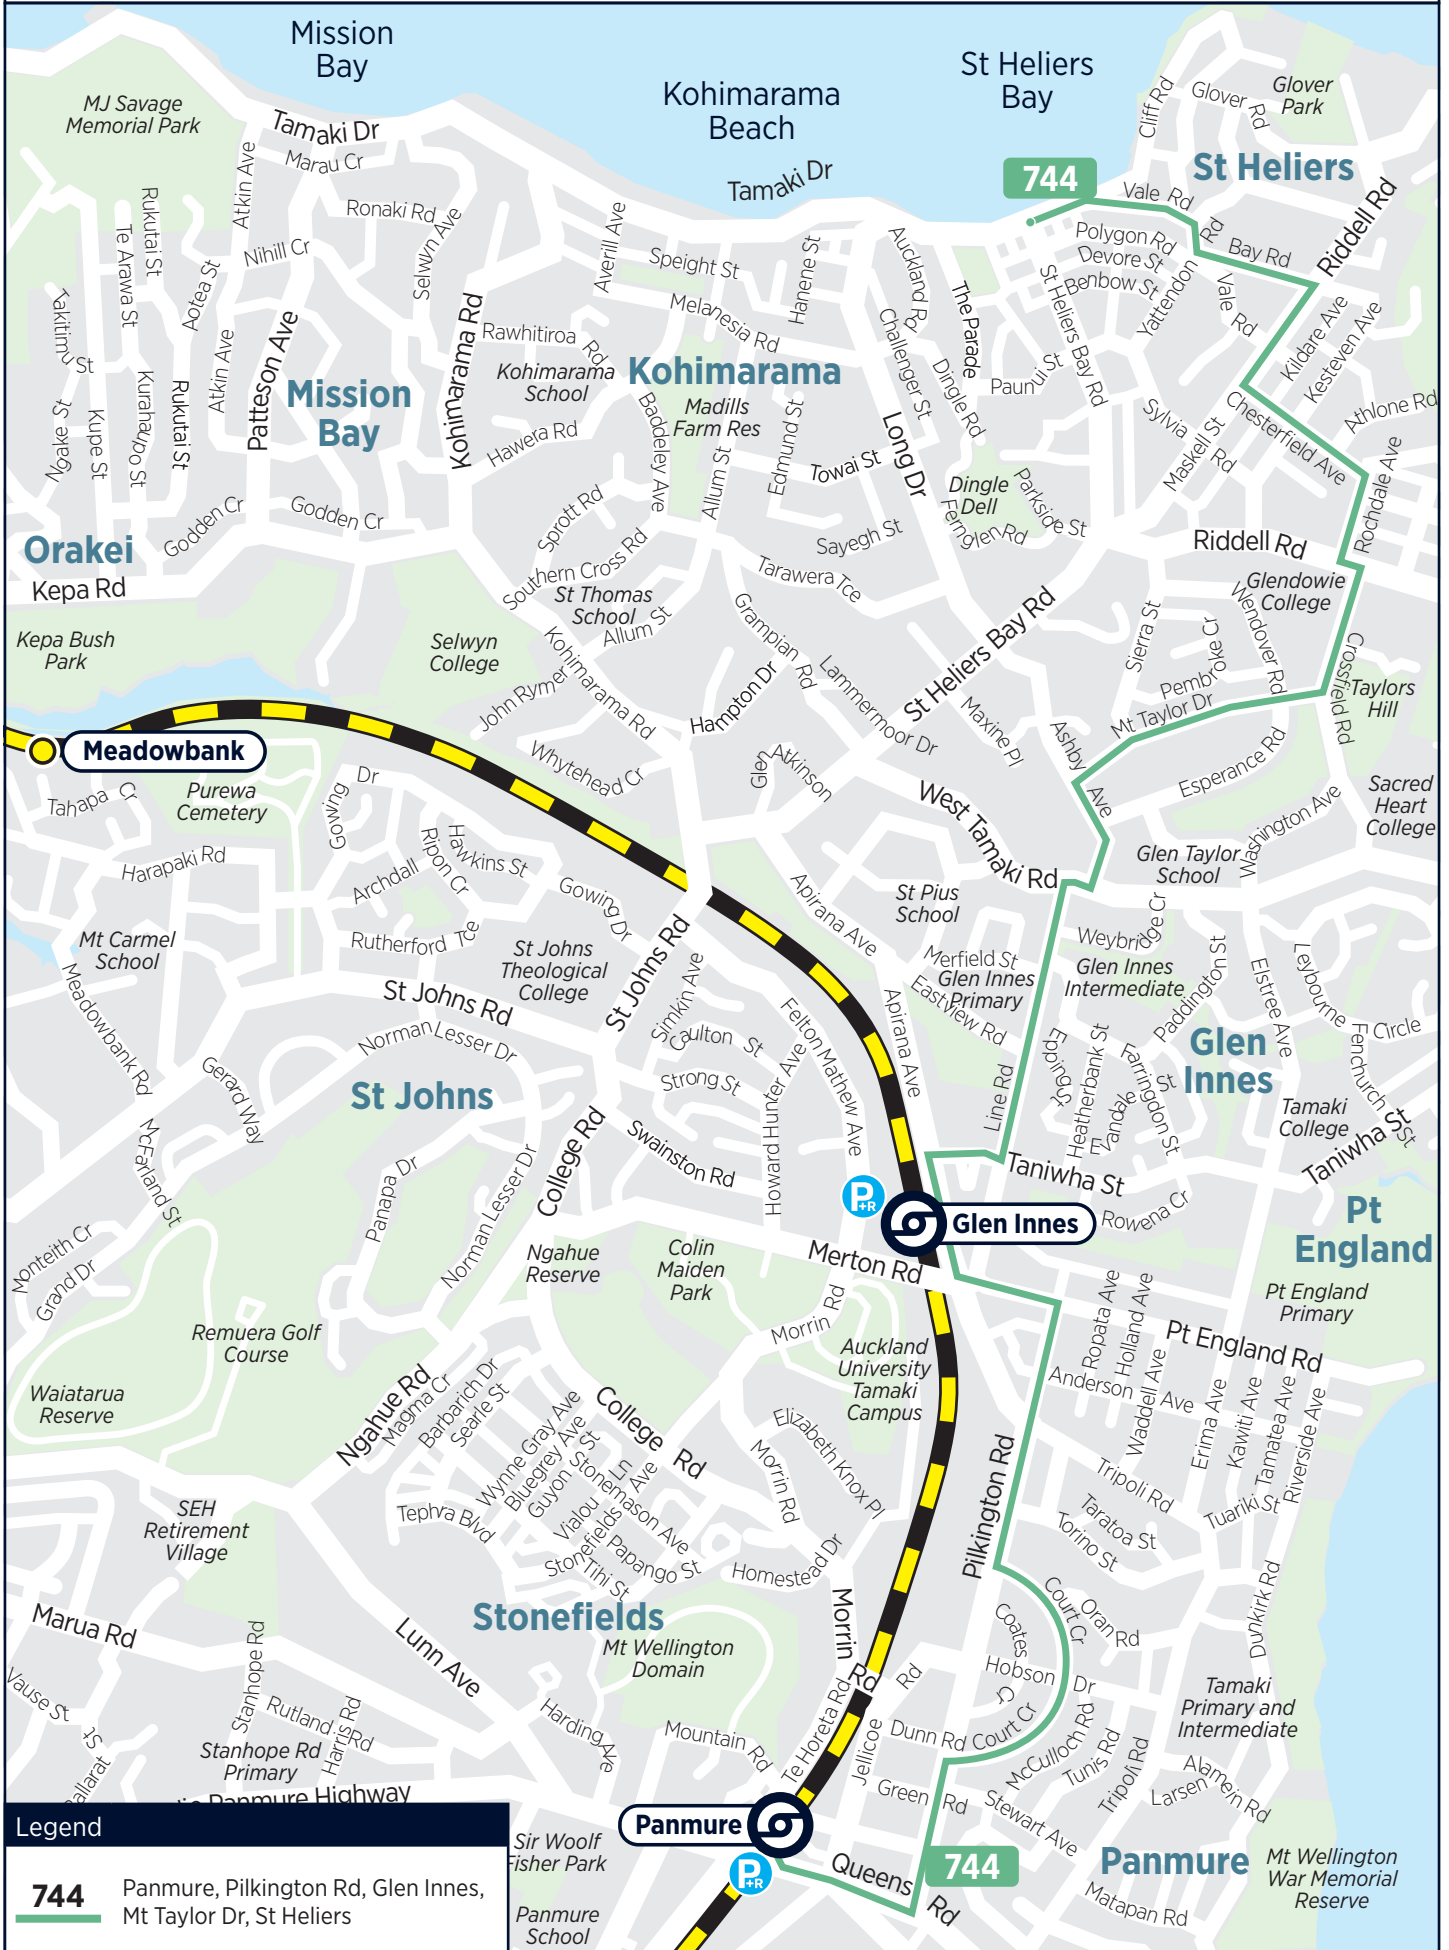 Mission
Bay
Kohimarama
Beach
St Heliers
Bay
MJ Savage
Memorial Park
Tamaki Dr
Marau Cr
Tamaki Dr
Cliff Rd
Glover Rd
Glover
Park
St Heliers
744
Vale Rd
Rd
Bay Rd
Riddell Rd
Polygon Rd
Devore St
Benbow St
Yattendon
Vale Rd
Atkin Ave
Rukutai St
Te Arawa St
Ronaki Rd
Selwyn Ave
Nihill Cr
Aotea St
Averill Ave
Speight St
Hanene St
Auckland Rd
The Parade
St Heliers Bay Rd
Melanesia Rd
Challenger St
Dingle Rd
Paunui St
Kildare Ave
Kesteven Ave
Takitimu St
Kurahaupo St
Rukutai St
Atkin Ave
Patteson Ave
Kohimarama Rd
Rawhitiroa Rd
Kohimarama
School
Kohimarama
Madills
Farm Res
Mission
Bay
Ngake St
Kupe St
Hawera Rd
Baddeley Ave
Allum St
Edmund St
Towai St
Long Dr
Sylvia Rd
Maskell St
Chesterfield Ave
Athlone Rd
Rochdale Ave
Dingle
Dell
Parkside St
Fernglen Rd
Godden Cr
Godden Cr
Sprott Rd
Sayegh St
Riddell Rd
Orakei
Kepa Rd
Southern Cross Rd
St Thomas
School
Allum St
Tarawera Tce
Glendowie
College
Wendover Rd
Kepa Bush
Park
Selwyn
College
Kohimarama Rd
John Rymer
Grampian Rd
Hampton Dr
Lammermoor Dr
St Heliers Bay Rd
Maxine Pl
Sierra St
Pembroke Cr
Crossfield Rd
Taylors
Hill
Mt Taylor Dr
Meadowbank
Purewa
Cemetery
Tahapa Cr
Gowing Dr
Whytehead Cr
Glen Atkinson
Ashby Ave
Esperance Rd
Sacred
Heart
College
Washington Ave
Harapaki Rd
Archdall
Ripon Cr
Hawkins St
Gowing Dr
West Tamaki Rd
Glen Taylor
School
St Pius
School
Apirana Ave
Rutherford Tce
Mt Carmel
School
St Johns
Theological
College
St Johns Rd
St Johns Rd
Simkin Ave
Merfield St
Glen Innes
Primary
Eastview Rd
Weybridge Cr
Glen Innes
Intermediate
Paddington St
Elstree Ave
Leybourne Circle
Fenchurch St
Meadowbank Rd
Norman Lesser Dr
Caulton St
Felton Mathew Ave
Apirana Ave
Epping St
Heatherbank St
Farringdon St
Evandale St
Glen
Innes
Gerard Way
St Johns
Strong St
Howard Hunter Ave
Line Rd
Tamaki
College
Taniwha St
McFarland St
Panapa Dr
College Rd
Swainston Rd
Norman Lesser Dr
Taniwha St
Rowena Cr
P+R
Glen Innes
Pt
England
Monteith Cr
Grand Dr
Ngahue
Reserve
Colin
Maiden
Park
Merton Rd
Pt England
Primary
Remuera Golf
Course
Morrin Rd
Auckland
University
Tamaki
Campus
Ropata Ave
Holland Ave
Pt England Rd
Anderson Ave
Waddell Ave
Erima Ave
Kawiti Ave
Tamatea Ave
Riverside Ave
Waiatarua
Reserve
Ngahue Rd
Magma Cr
Barbarich Dr
Searle St
Wynne Gray Ave
Bluegrey Ave
Guyon St
College Rd
Elizabeth Knox Pl
Morrin Rd
Pilkington Rd
Tripoli Rd
Taratoa St
Torino St
Tuariki St
Stonemason Ave
Vialou Ln
Stonefields Ave
Tephra Blvd
Papango St
Tihi St
Homestead Dr
SEH
Retirement
Village
Stonefields
Mt Wellington
Domain
Morrin Rd
Coates Cr
Court Cr
Oran Rd
Dunkirk Rd
Marua Rd
Lunn Ave
Hobson Dr
Vause St
Stanhope Rd
Rutland Rd
Harris Rd
Harding Ave
Mountain Rd
Te Horeta Rd
Jellicoe Rd
Dunn Rd
Court Cr
McCulloch Rd
Tunis Rd
Tripoli Rd
Tamaki
Primary and
Intermediate
Stanhope Rd
Primary
Green Rd
Stewart Ave
Larsen
Alamein Rd
Panmure Highway
Panmure
P+R
Queens Rd
744
Panmure
Matapan Rd
Mt Wellington
War Memorial
Reserve
Sir Woolf
Fisher Park
Panmure
School
Legend
744
Panmure, Pilkington Rd, Glen Innes,
Mt Taylor Dr, St Heliers